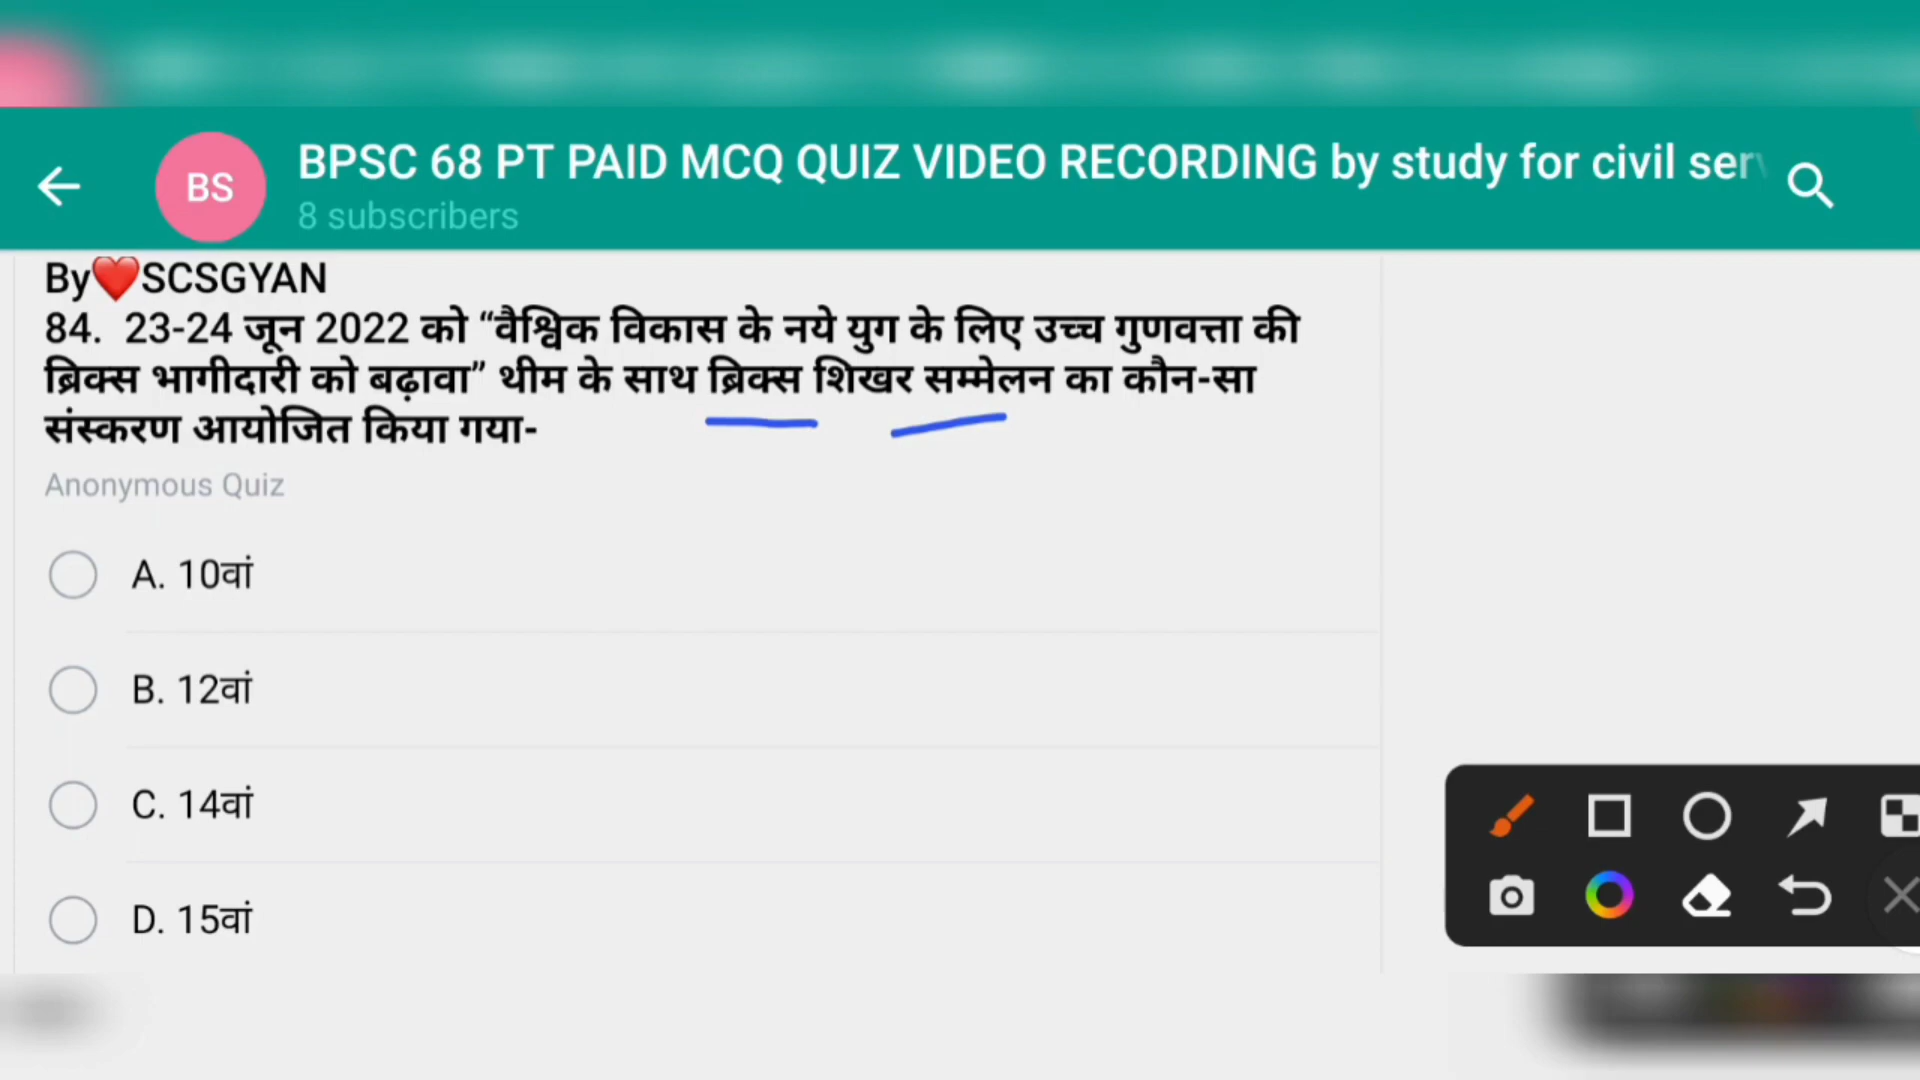 BPSC 68 PT PAID MCQ QUIZ VIDEO RECORDING by study for civil ser
BS
8 subscribers
By❤️SCSGYAN
84. 23-24 जून 2022 को “वैश्विक विकास के नये युग के लिए उच्च गुणवत्ता की
ब्रिक्स भागीदारी को बढ़ावा” थीम के साथ ब्रिक्स शिखर सम्मेलन का कौन-सा
संस्करण आयोजित किया गया-
Anonymous Quiz
A. 10वां
B. 12वां
C. 14वां
D. 15वां